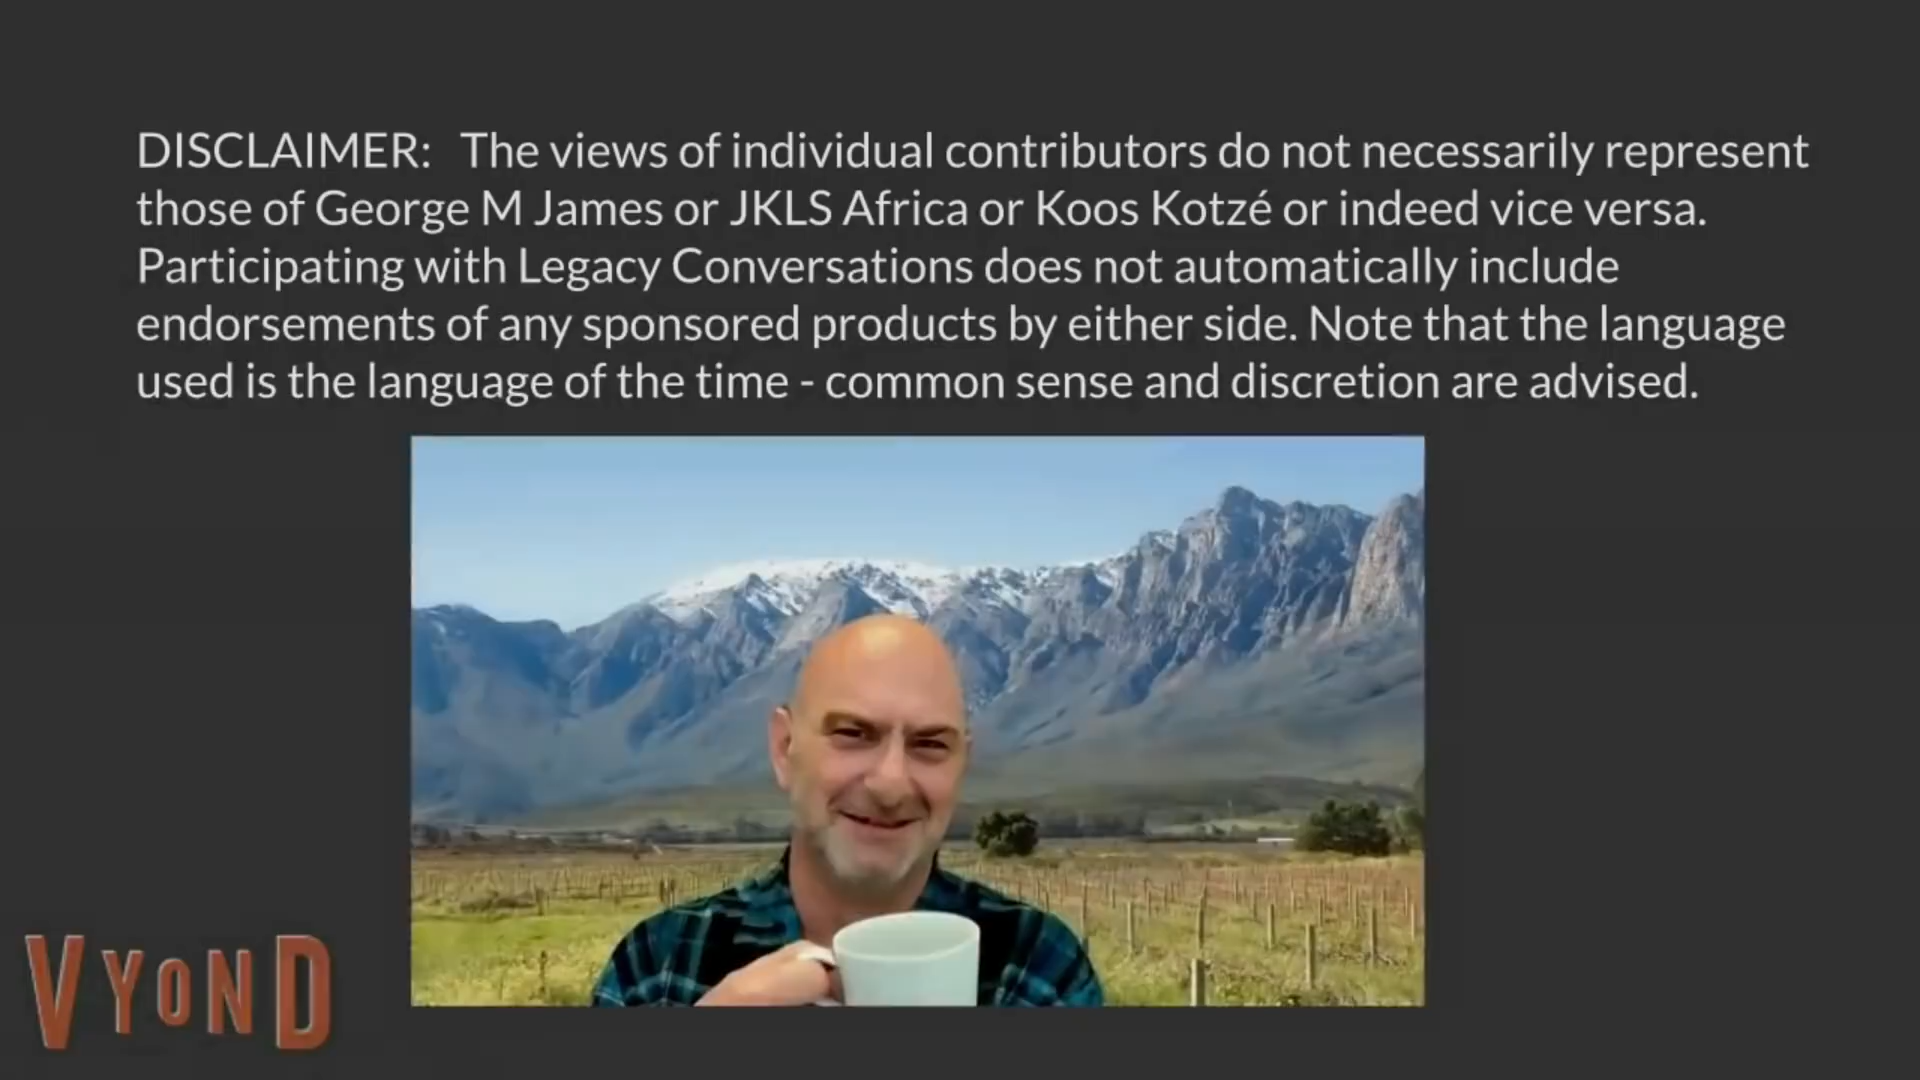 DISCLAIMER: The views of individual contributors do not necessarily represent
those of George M James or JKLS Africa or Koos Kotzé or indeed vice versa.
Participating with Legacy Conversations does not automatically include
endorsements of any sponsored products by either side. Note that the language
used is the language of the time - common sense and discretion are advised.
VYOND